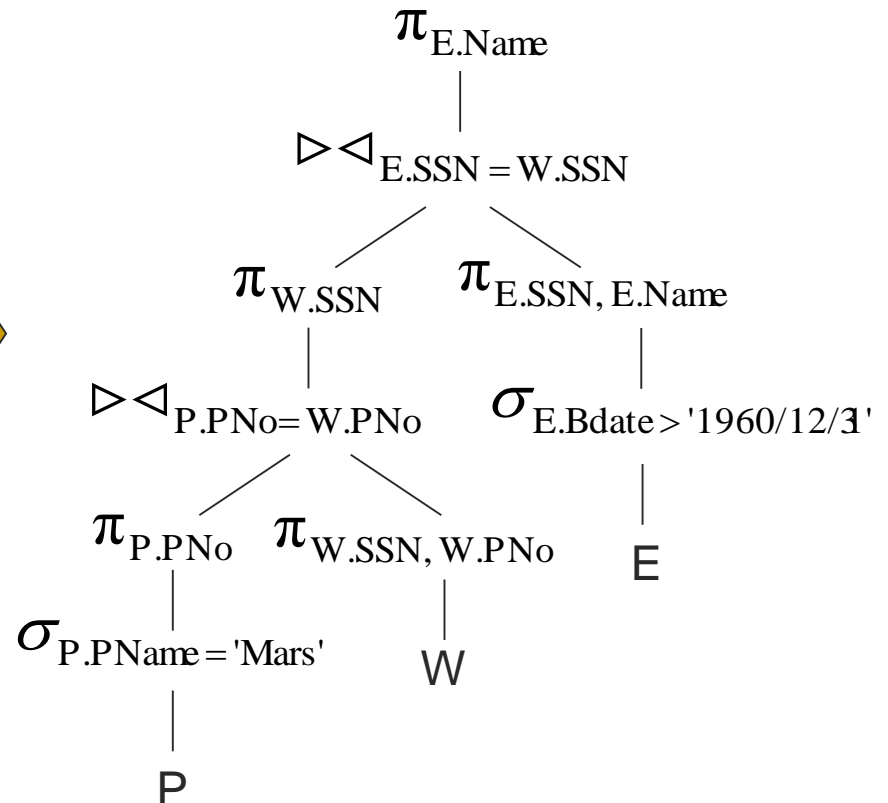 π E.Name
⋈ E.SSN = W.SSN
π W.SSN π E.SSN, E.Name
⋈ P.PNo= W.PNo σ E.Bdate > '1960/12/31'
π P.PNo π W.SSN, W.PNo E
σ P.PName = 'Mars' W
P